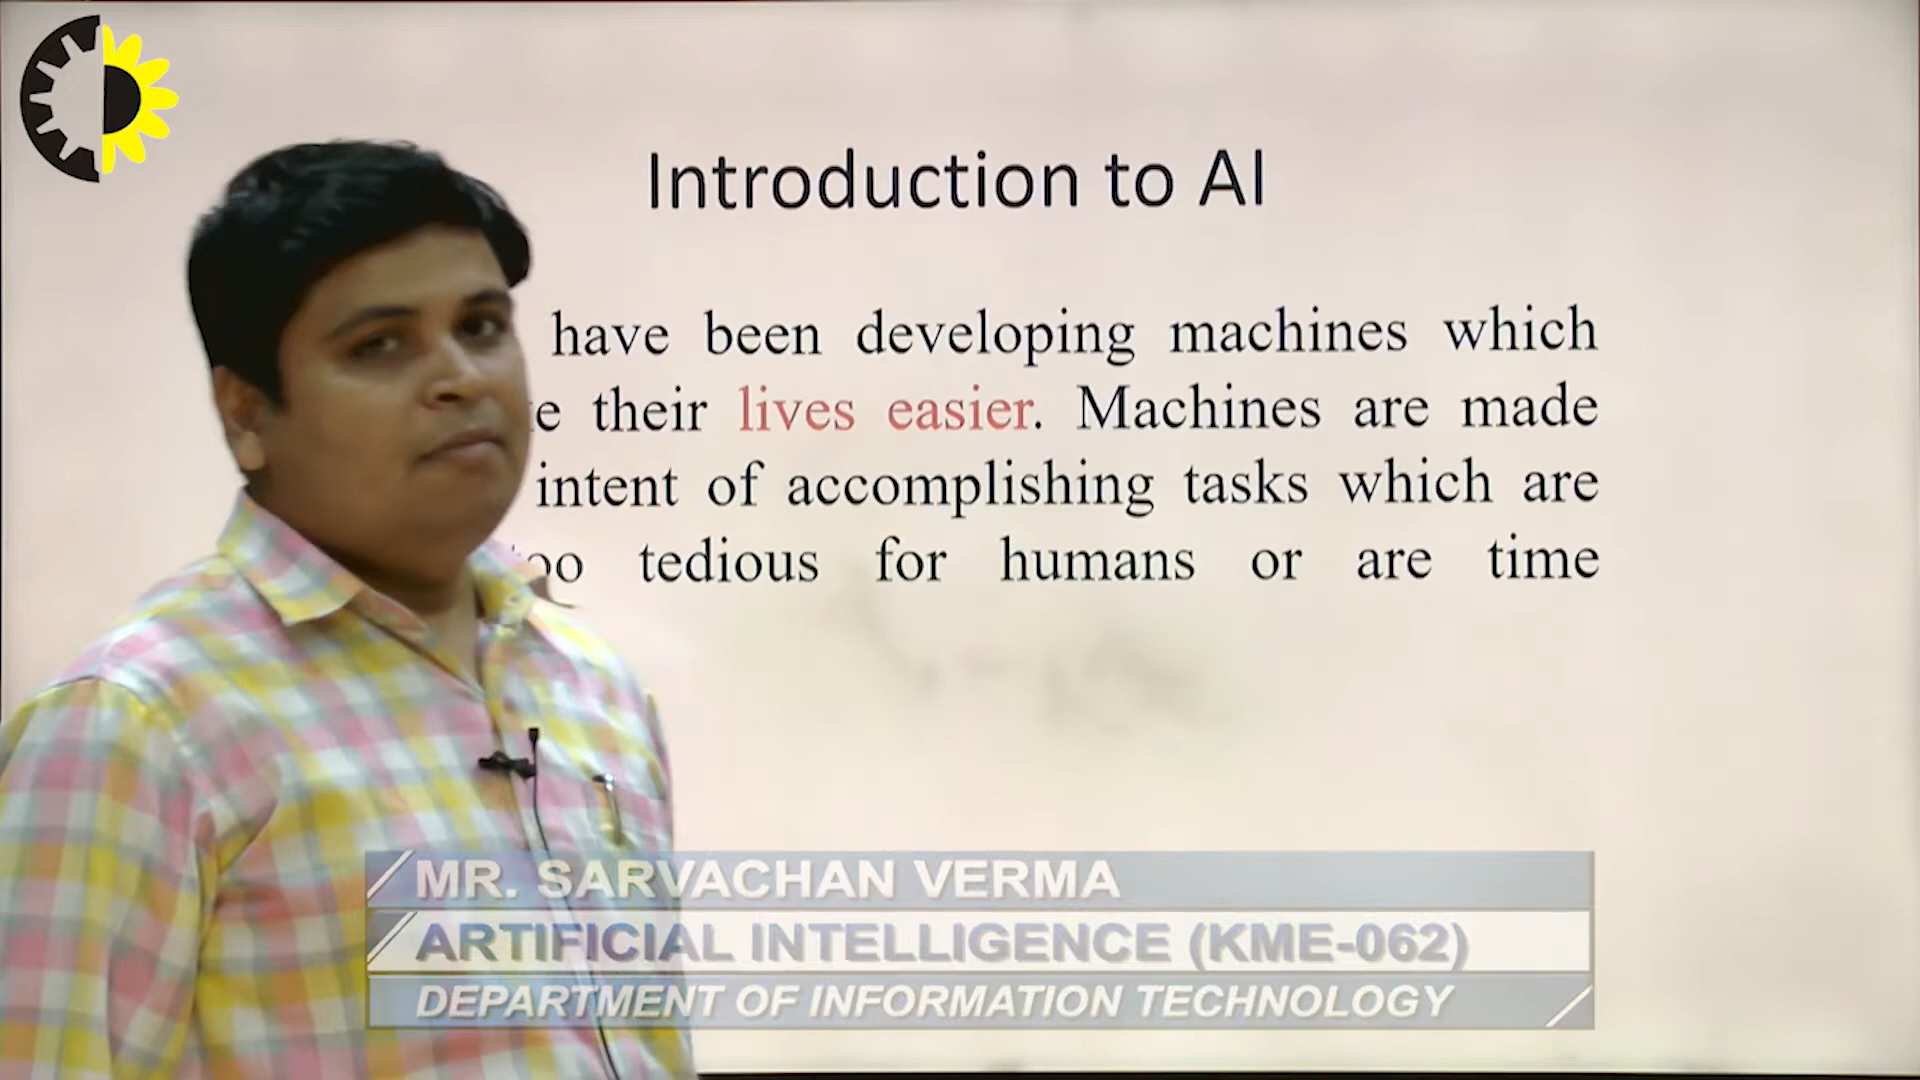 Introduction to AI
have been developing machines which
their lives easier. Machines are made
intent of accomplishing tasks which are
tedious for humans or are time
MR. SARVACHAN VERMA
ARTIFICIAL INTELLIGENCE (KME-062)
DEPARTMENT OF INFORMATION TECHNOLOGY